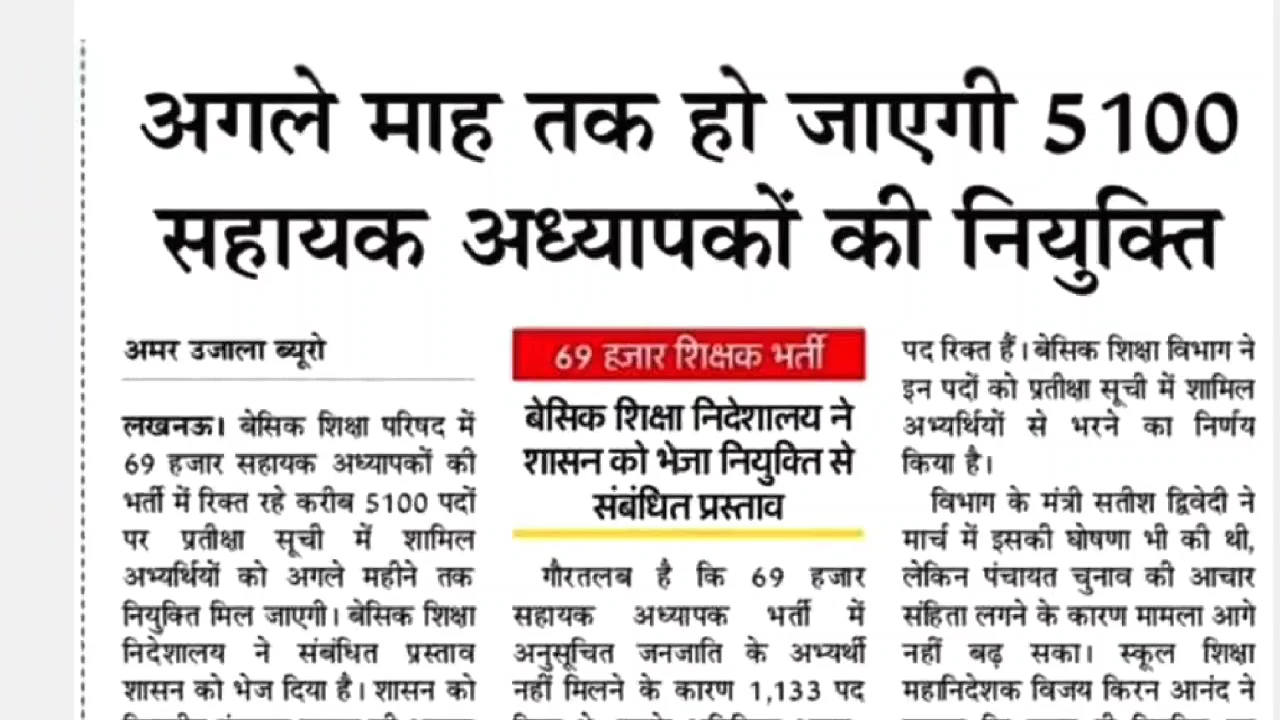 अगले माह तक हो जाएगी 5100
सहायक अध्यापकों की नियुक्ति
अमर उजाला ब्यूरो
लखनऊ। बेसिक शिक्षा परिषद में
69 हजार सहायक अध्यापकों की
भर्ती में रिक्त रहे करीब 5100 पदों
पर प्रतीक्षा सूची में शामिल
अभ्यर्थियों को अगले महीने तक
नियुक्ति मिल जाएगी। बेसिक शिक्षा
निदेशालय ने संबंधित प्रस्ताव
शासन को भेज दिया है। शासन को
69 हजार शिक्षक भर्ती
बेसिक शिक्षा निदेशालय ने
शासन को भेजा नियुक्ति से
संबंधित प्रस्ताव
गौरतलब है कि 69 हजार
सहायक अध्यापक भर्ती में
अनुसूचित जनजाति के अभ्यर्थी
नहीं मिलने के कारण 1,133 पद
पद रिक्त हैं। बेसिक शिक्षा विभाग ने
इन पदों को प्रतीक्षा सूची में शामिल
अभ्यर्थियों से भरने का निर्णय
किया है।
विभाग के मंत्री सतीश द्विवेदी ने
मार्च में इसकी घोषणा भी की थी,
लेकिन पंचायत चुनाव की आचार
संहिता लगने के कारण मामला आगे
नहीं बढ़ सका। स्कूल शिक्षा
महानिदेशक विजय किरन आनंद ने